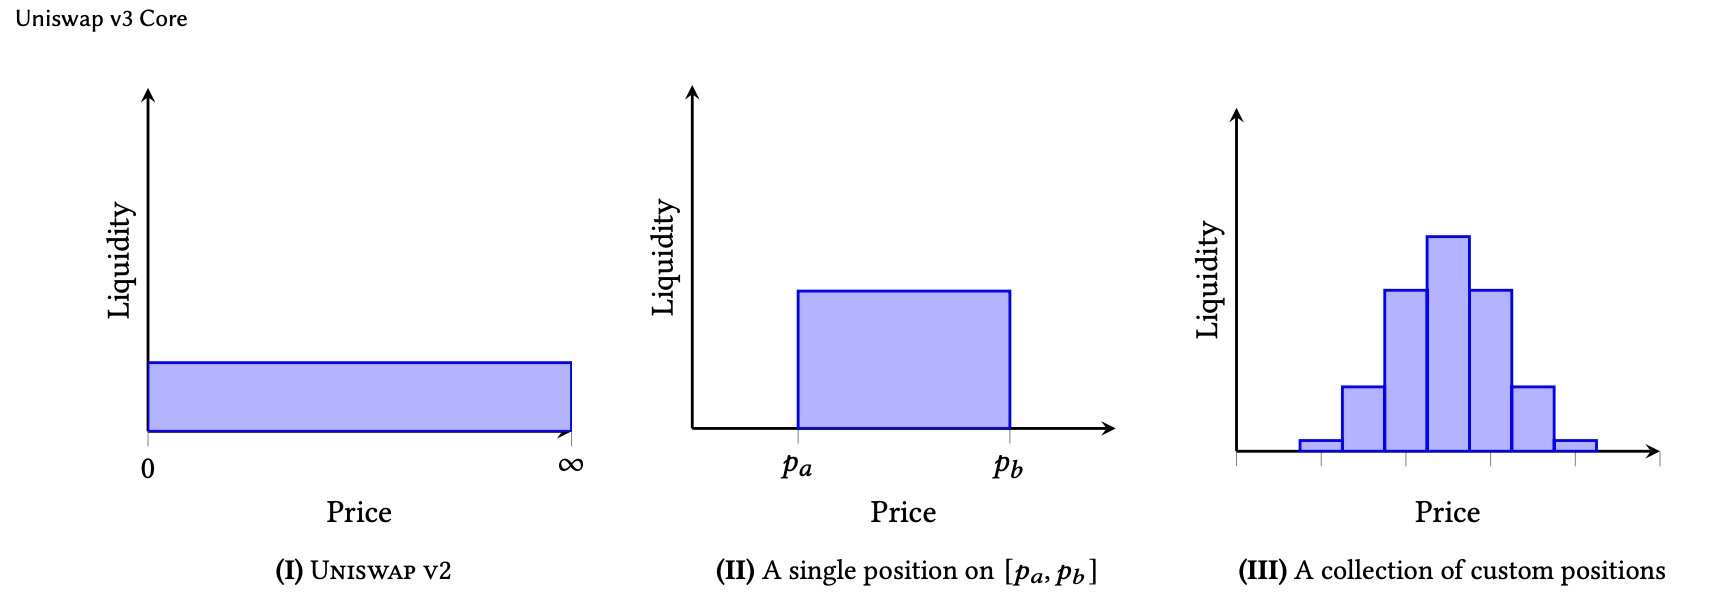 Uniswap v3 Core
Liquidity
0
∞
Price
(I) Uniswap v2
Liquidity
pa
pb
Price
(II) A single position on [pa, pb]
Liquidity
Price
(III) A collection of custom positions